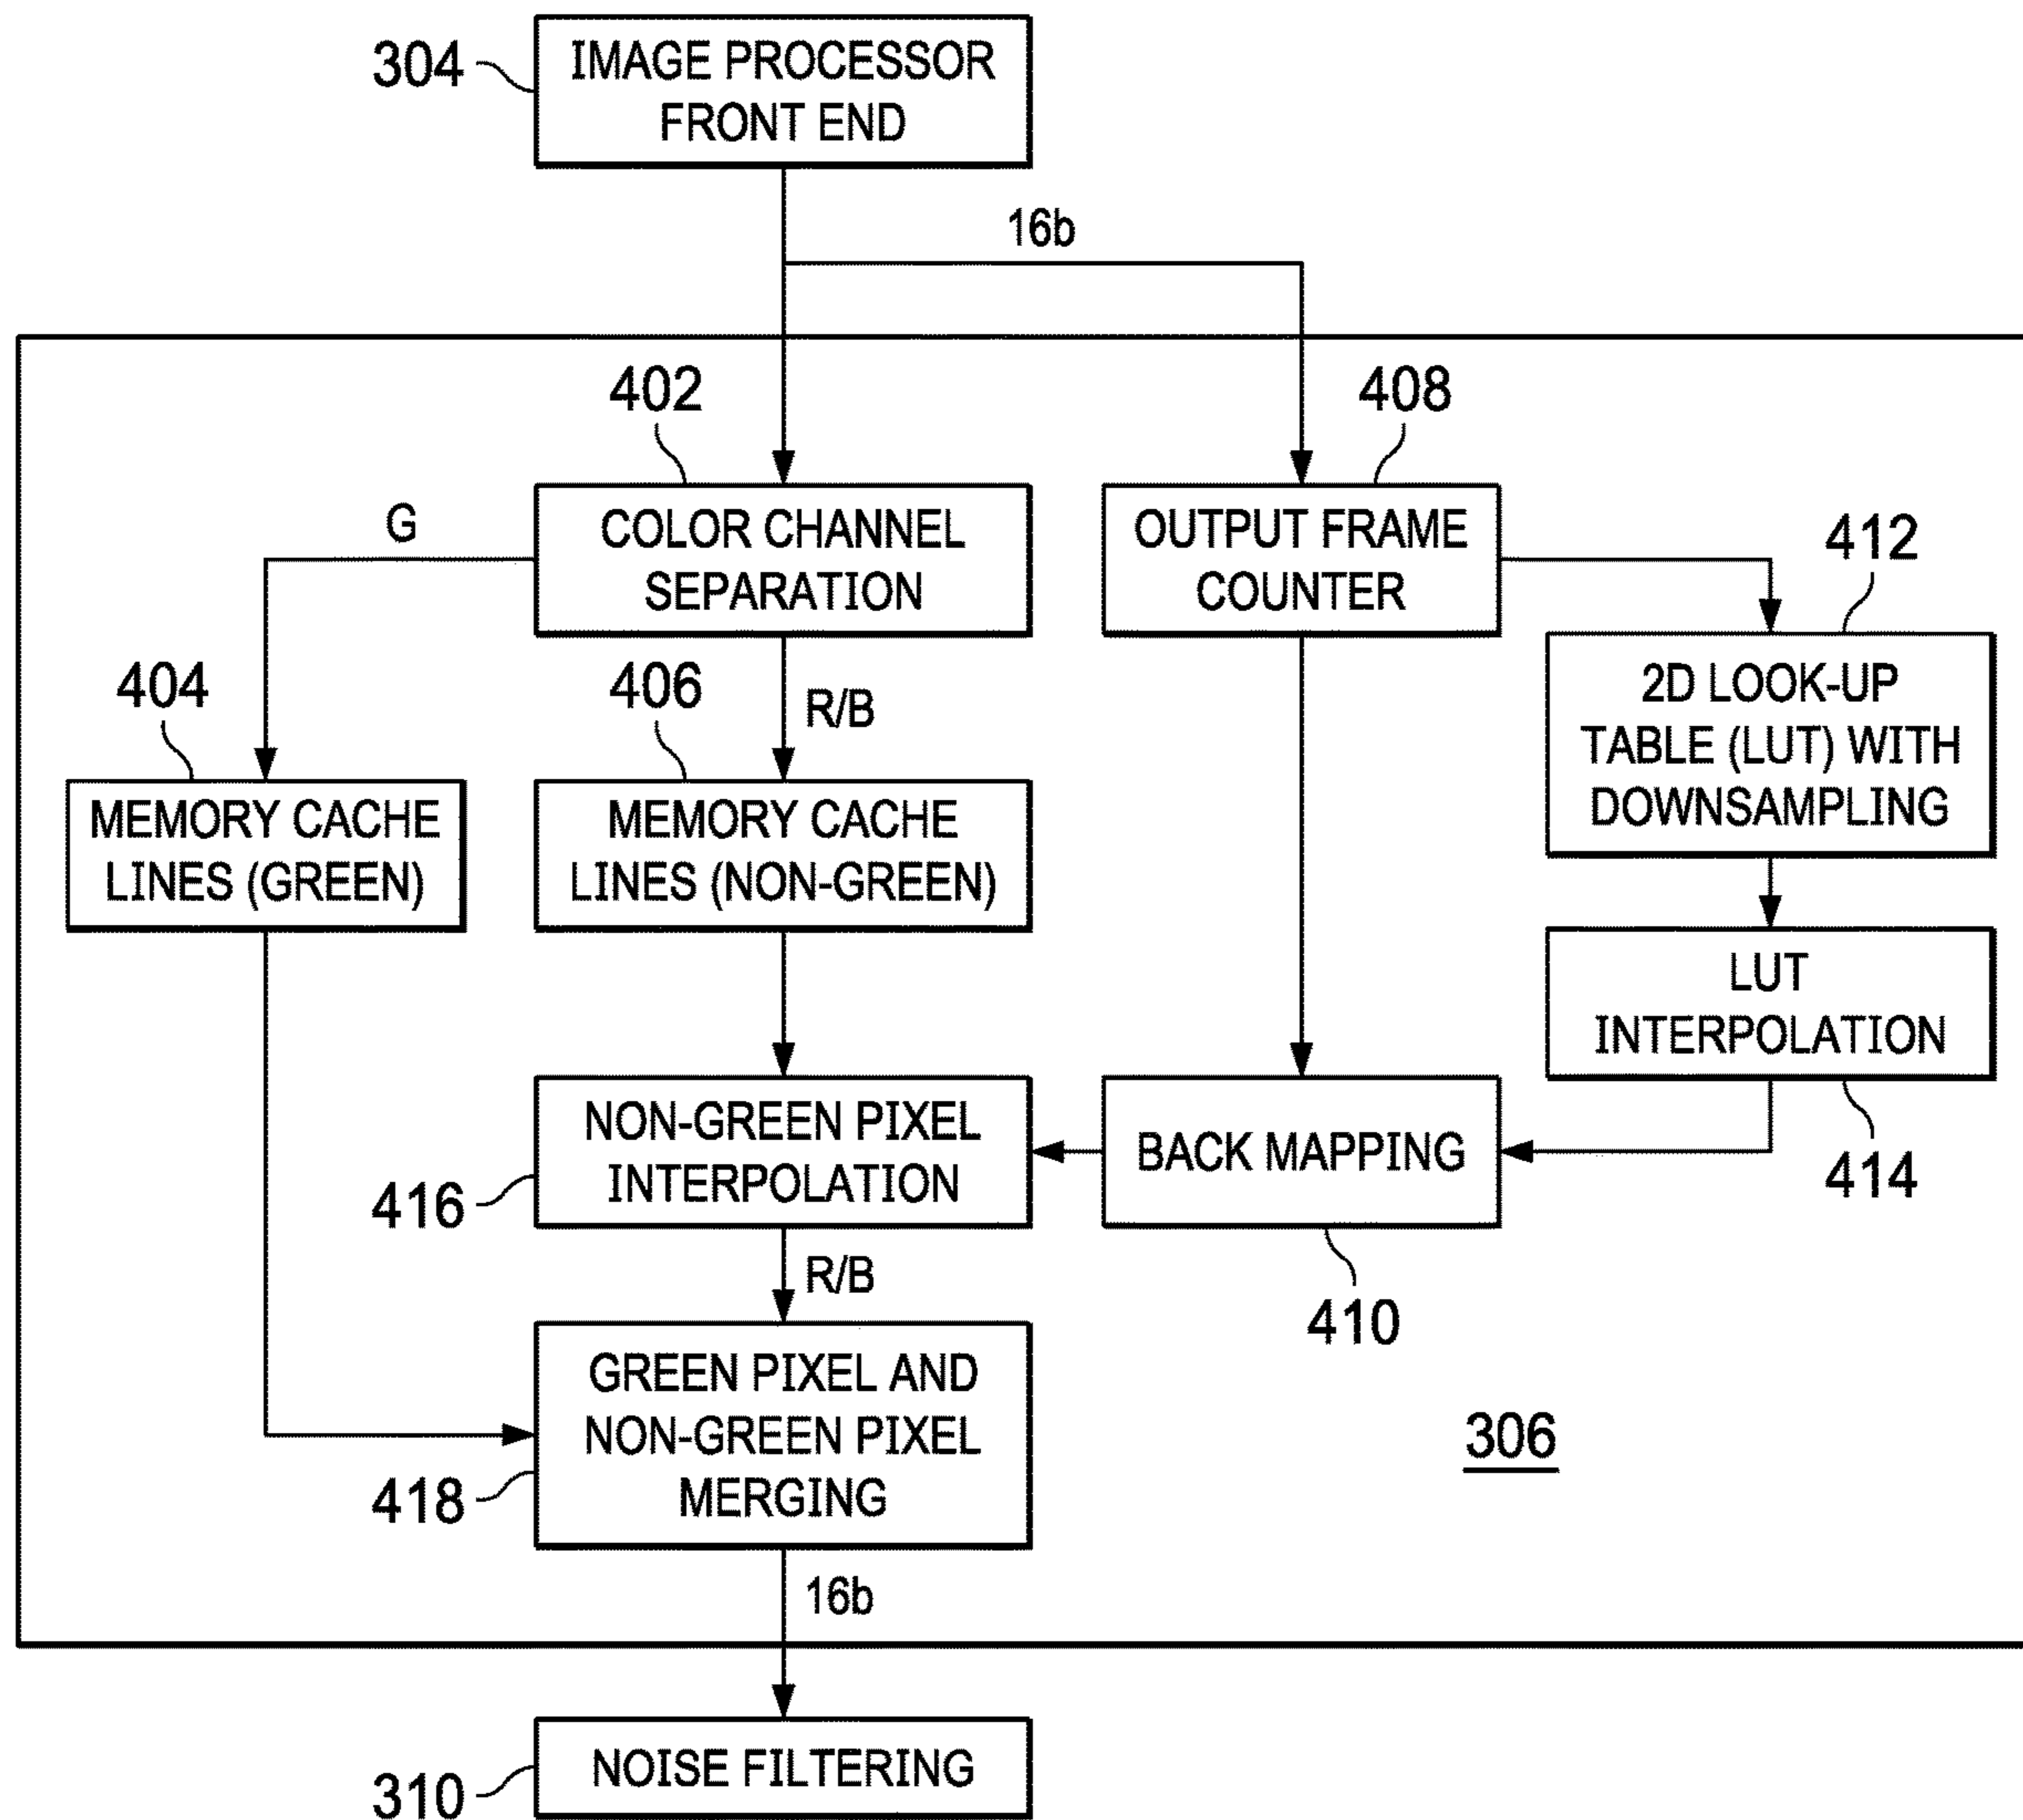 304
IMAGE PROCESSOR
FRONT END
16b
402
408
G
COLOR CHANNEL
SEPARATION
OUTPUT FRAME
COUNTER
412
404
406
R/B
2D LOOK-UP
TABLE (LUT) WITH
DOWNSAMPLING
MEMORY CACHE
LINES (GREEN)
MEMORY CACHE
LINES (NON-GREEN)
LUT
INTERPOLATION
NON-GREEN PIXEL
INTERPOLATION
BACK MAPPING
416
414
R/B
410
GREEN PIXEL AND
NON-GREEN PIXEL
MERGING
306
418
16b
NOISE FILTERING
310